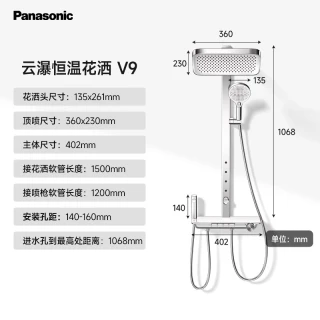 Panasonic
云瀑恒温花洒 V9
花洒头尺寸：135x261mm
顶喷尺寸：360x230mm
主体尺寸：402mm
接花洒软管长度：1500mm
接喷枪软管长度：1200mm
安装孔距：140-160mm
进水孔到最高处距离：1068mm
360
230
135
1068
140
402
单位：mm